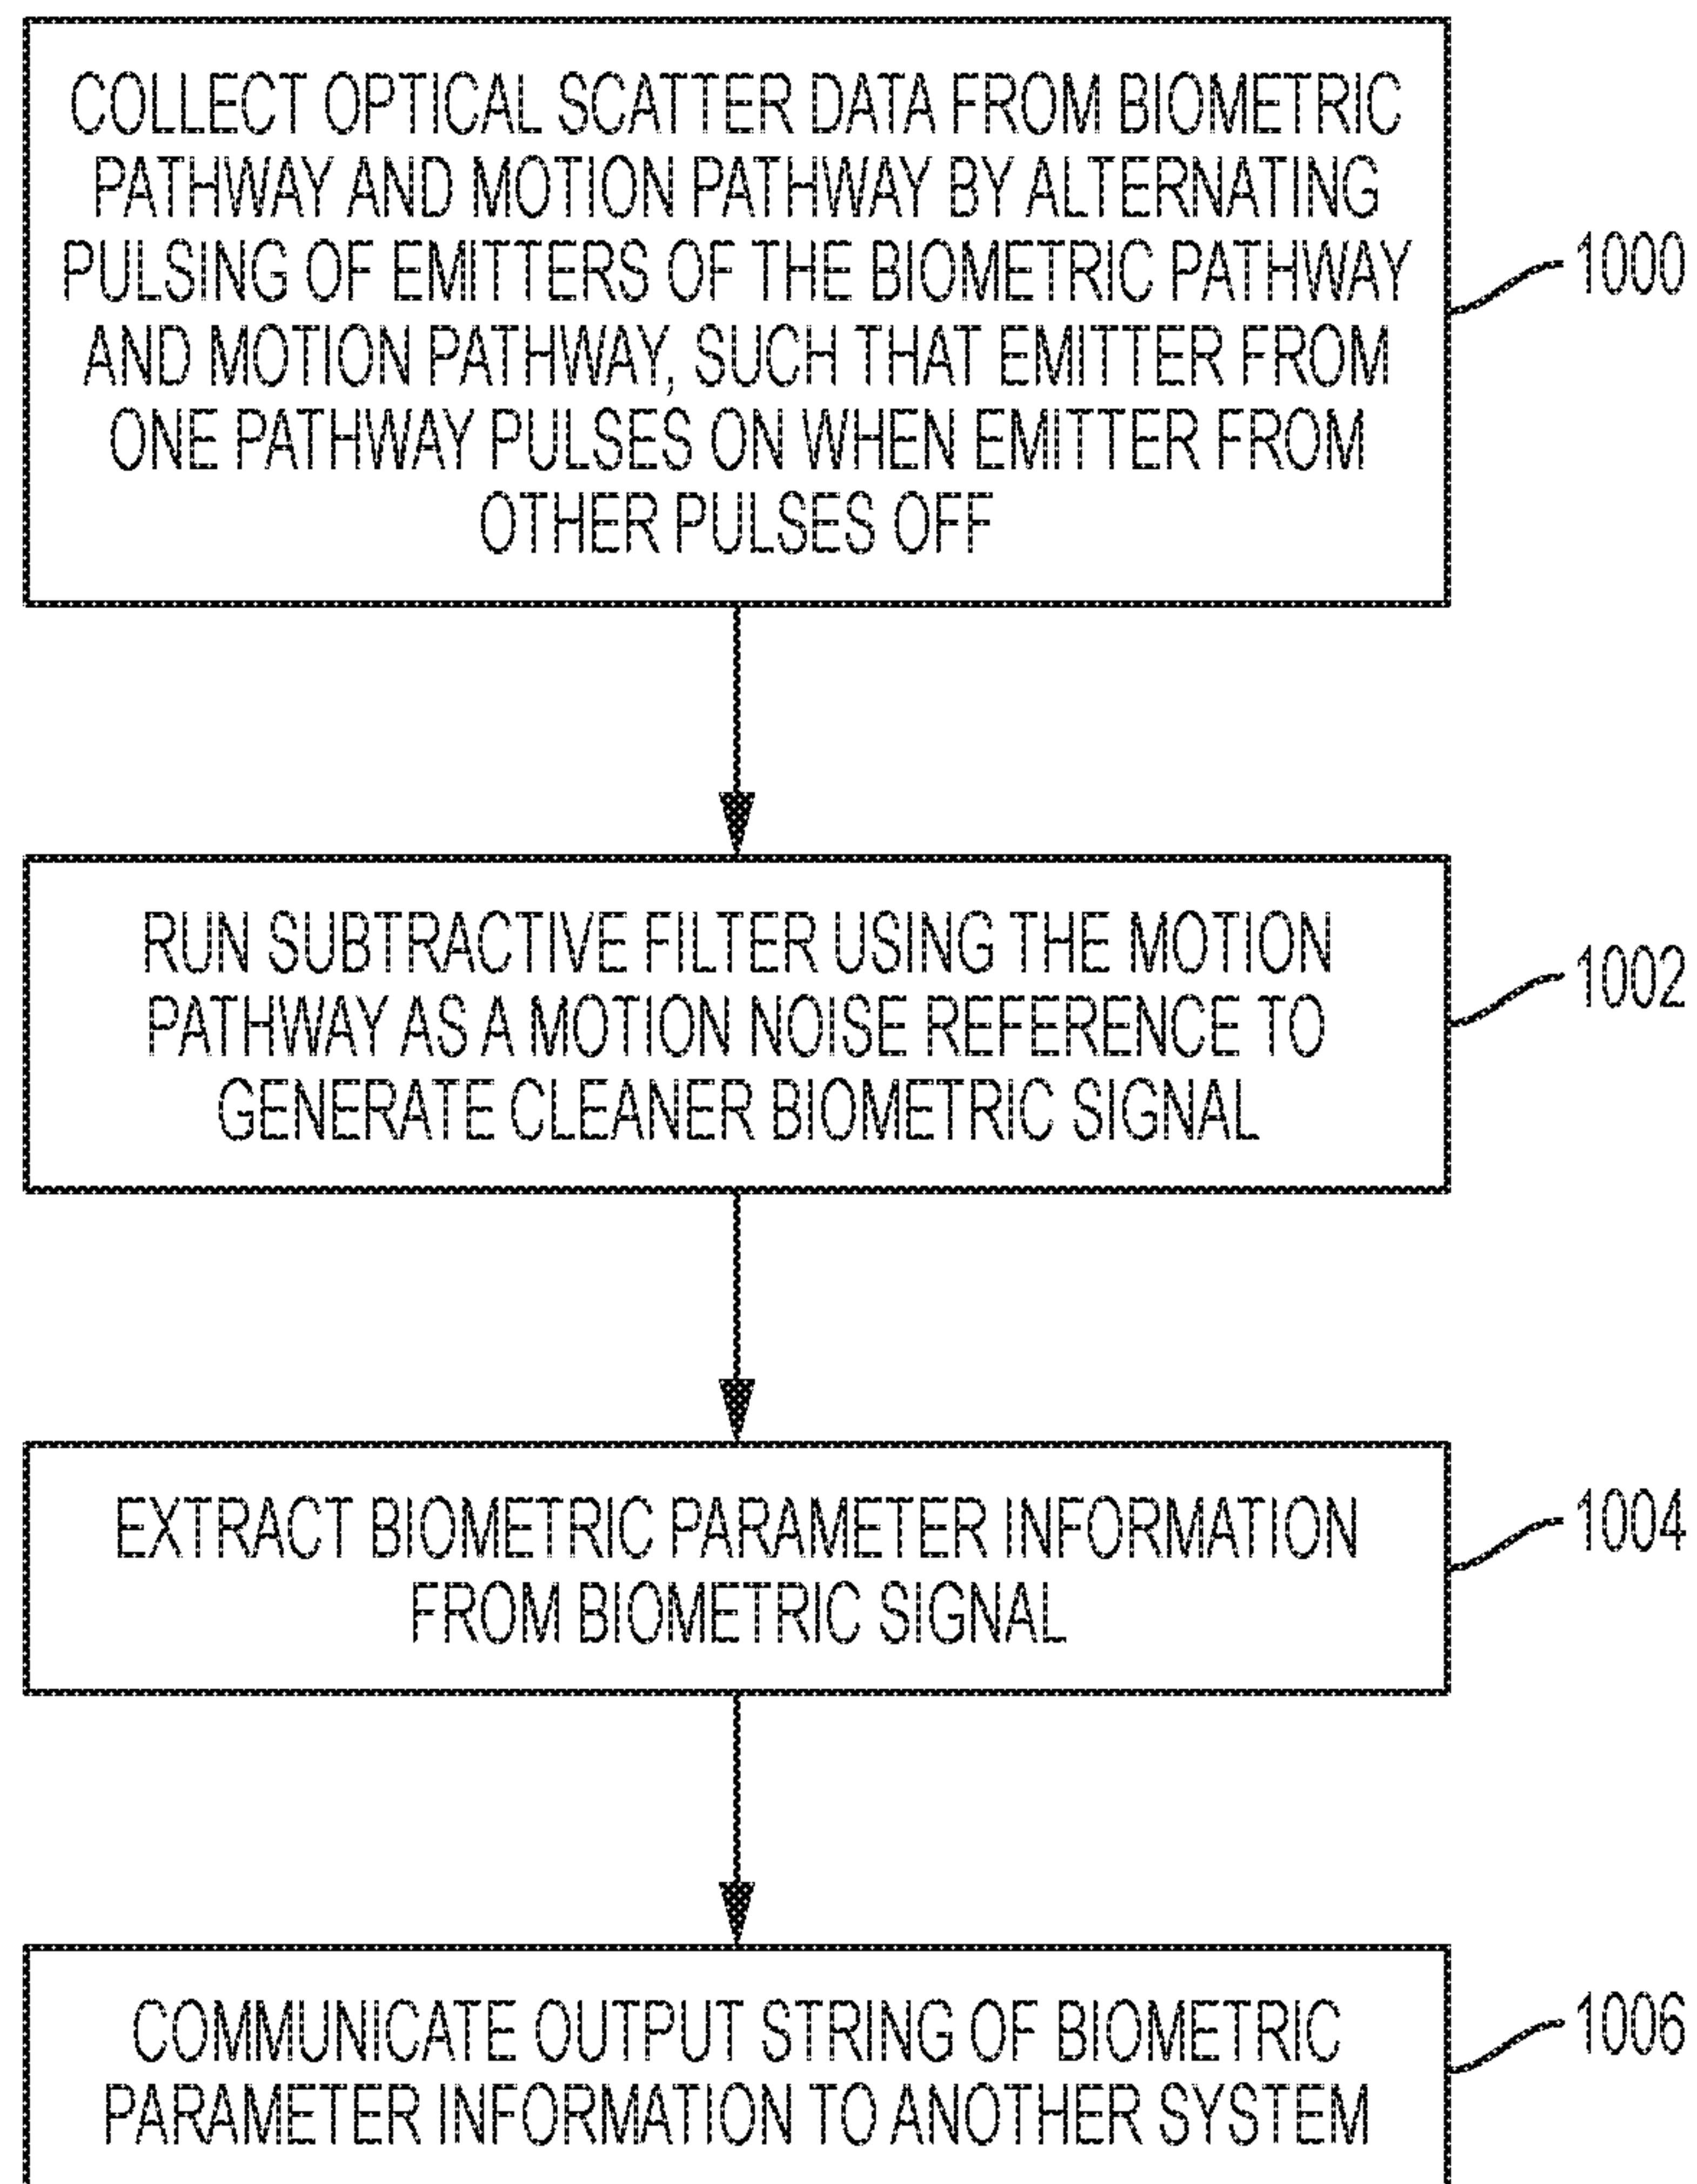 COLLECT OPTICAL SCATTER DATA FROM BIOMETRIC
PATHWAY AND MOTION PATHWAY BY ALTERNATING
PULSING OF EMITTERS OF THE BIOMETRIC PATHWAY
AND MOTION PATHWAY, SUCH THAT EMITTER FROM
ONE PATHWAY PULSES ON WHEN EMITTER FROM
OTHER PULSES OFF
1000
RUN SUBTRACTIVE FILTER USING THE MOTION
PATHWAY AS A MOTION NOISE REFERENCE TO
GENERATE CLEANER BIOMETRIC SIGNAL
1002
EXTRACT BIOMETRIC PARAMETER INFORMATION
FROM BIOMETRIC SIGNAL
1004
COMMUNICATE OUTPUT STRING OF BIOMETRIC
PARAMETER INFORMATION TO ANOTHER SYSTEM
1006